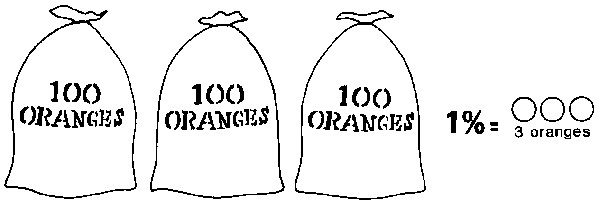 100
ORANGES
100
ORANGES
100
ORANGES
1% =
3 oranges